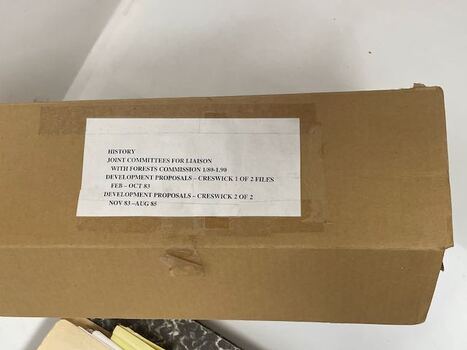 HISTORY
JOINT COMMITTEES FOR LIAISON
WITH FORESTS COMMISSION 1/89-1.90
DEVELOPMENT PROPOSALS – CRESWICK 1 OF 2 FILES
FEB – OCT 83
DEVELOPMENT PROPOSALS – CRESWICK 2 OF 2
NOV 83 –AUG 85